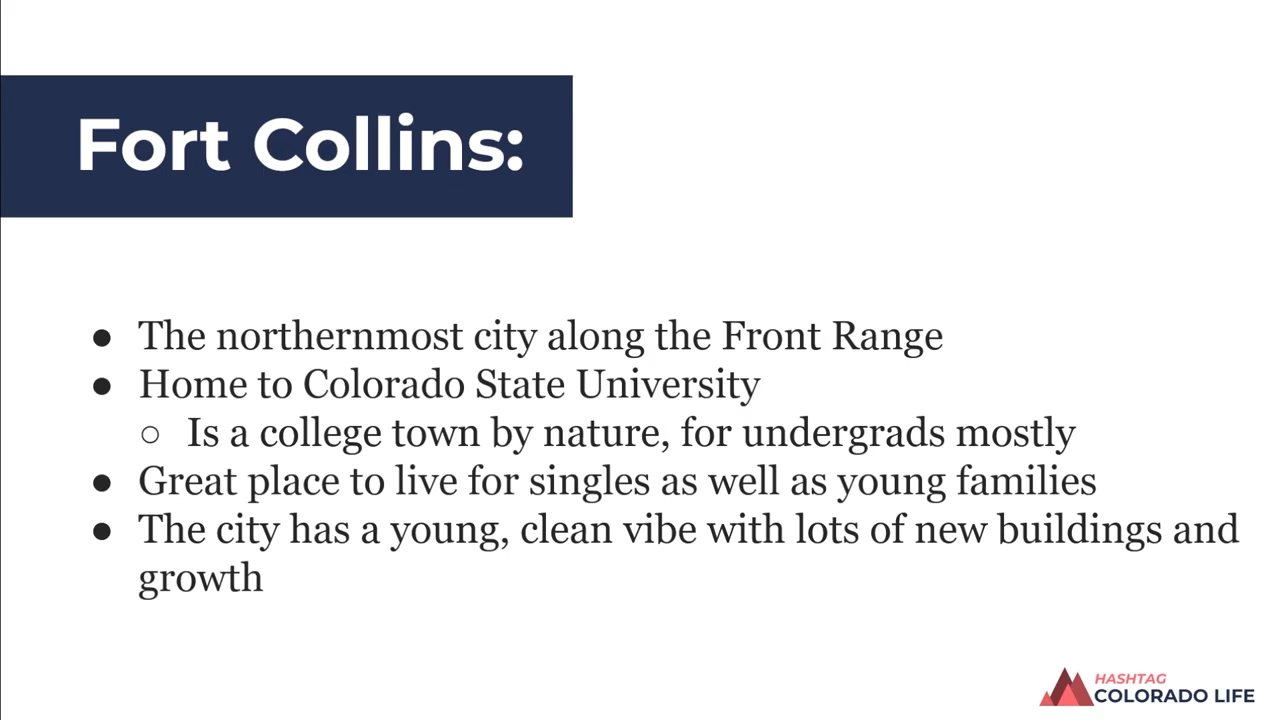 Fort Collins:
● The northernmost city along the Front Range
● Home to Colorado State University
○ Is a college town by nature, for undergrads mostly
● Great place to live for singles as well as young families
● The city has a young, clean vibe with lots of new buildings and
growth
HASHTAG
COLORADO LIFE